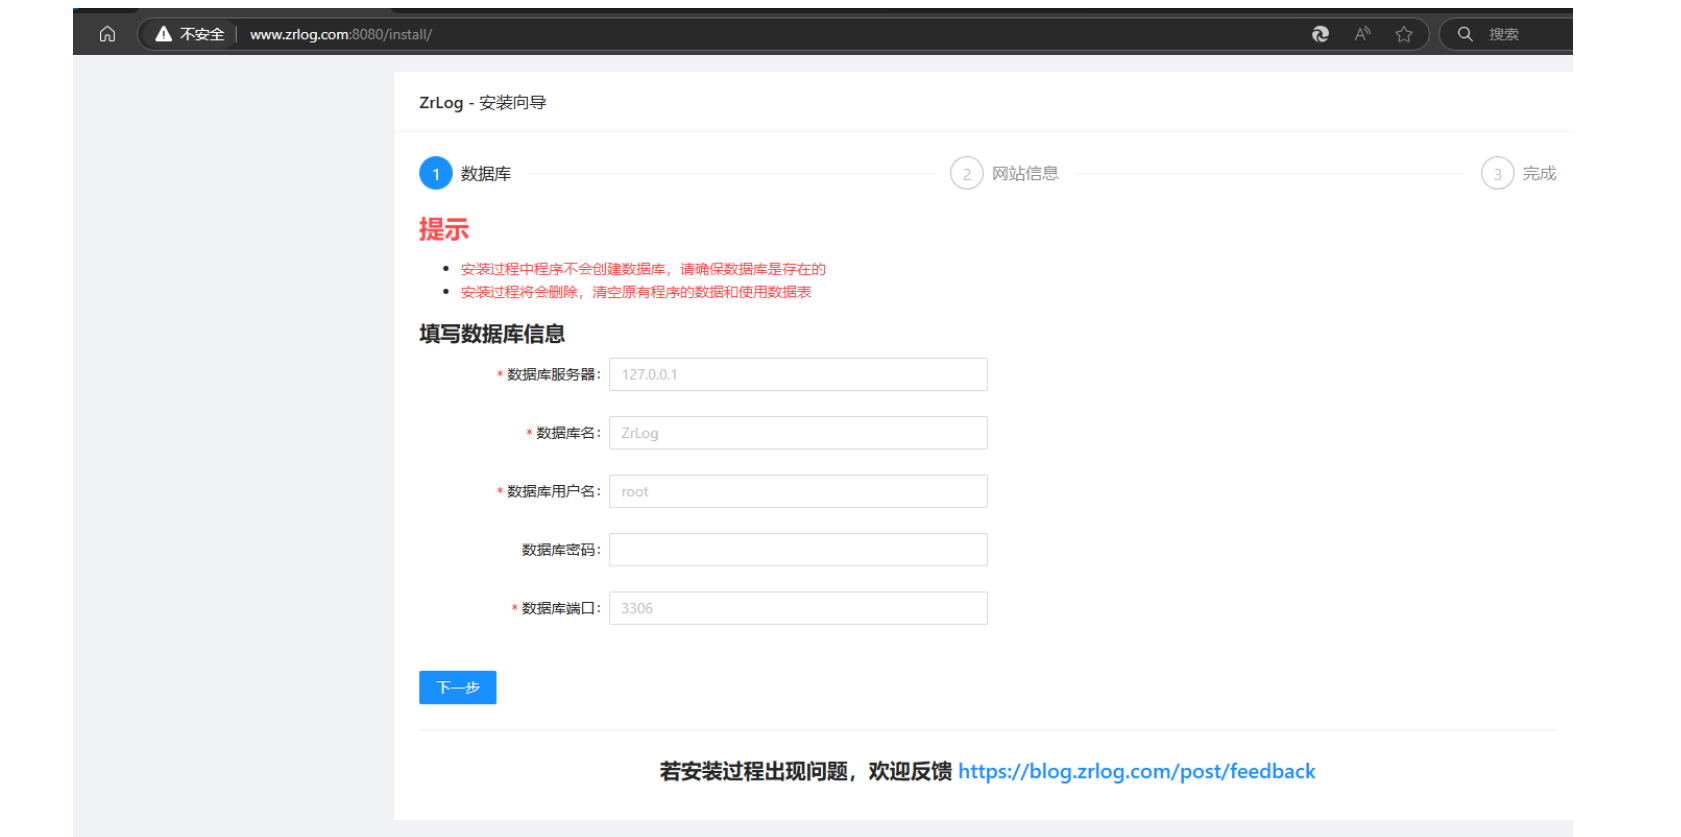 不安全 www.zrlog.com:8080/install/ 搜索
ZrLog - 安装向导
1 数据库 2 网站信息 3 完成
提示
安装过程中程序不会创建数据库，请确保数据库是存在的
安装过程将会删除，清空原有程序的数据和使用数据表
填写数据库信息
* 数据库服务器: 127.0.0.1
* 数据库名: ZrLog
* 数据库用户名: root
数据库密码:
* 数据库端口: 3306
下一步
若安装过程出现问题，欢迎反馈 https://blog.zrlog.com/post/feedback